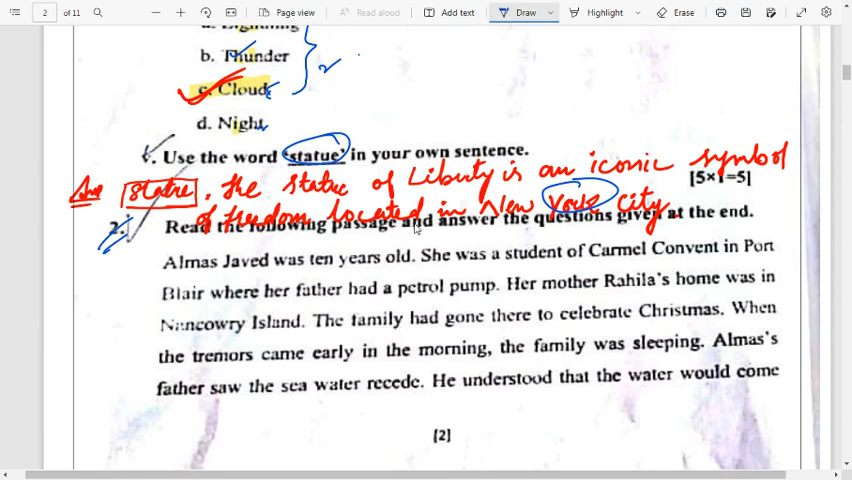 2 of 11
Page view
Read aloud
Add text
Draw
Highlight
Erase
a. Lightning
b. Thunder
c. Cloud
2
d. Night
v. Use the word 'statue' in your own sentence.
[5×1=5]
Ans statue, The statue of Liberty is an iconic symbol
of freedom located in New York city
2. Read the following passage and answer the questions given at the end.
Almas Javed was ten years old. She was a student of Carmel Convent in Port
Blair where her father had a petrol pump. Her mother Rahila's home was in
Nancowry Island. The family had gone there to celebrate Christmas. When
the tremors came early in the morning, the family was sleeping. Almas's
father saw the sea water recede. He understood that the water would come
[2]